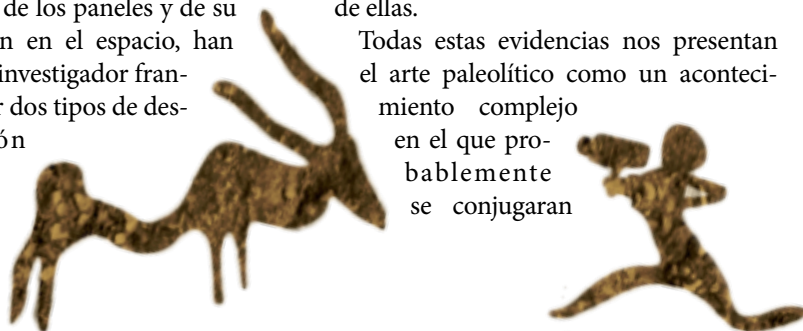 de los paneles y de su
n en el espacio, han
investigador fran-
r dos tipos de des-
ón
de ellas.
Todas estas evidencias nos presentan
el arte paleolítico como un aconteci-
miento complejo
en el que pro-
bablemente
se conjugaran